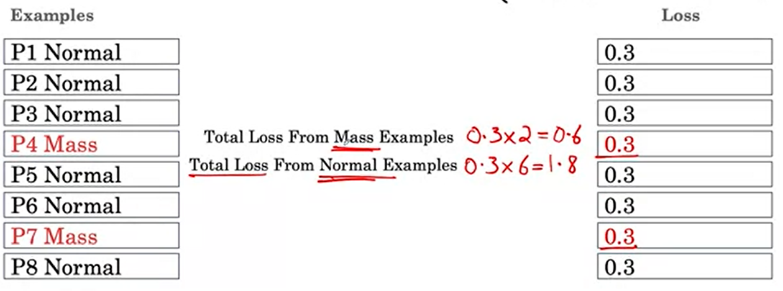 Examples Loss
P1 Normal 0.3
P2 Normal 0.3
P3 Normal 0.3
P4 Mass 0.3
P5 Normal 0.3
P6 Normal 0.3
P7 Mass 0.3
P8 Normal 0.3
Total Loss From Mass Examples 0.3×2=0.6
Total Loss From Normal Examples 0.3×6=1.8